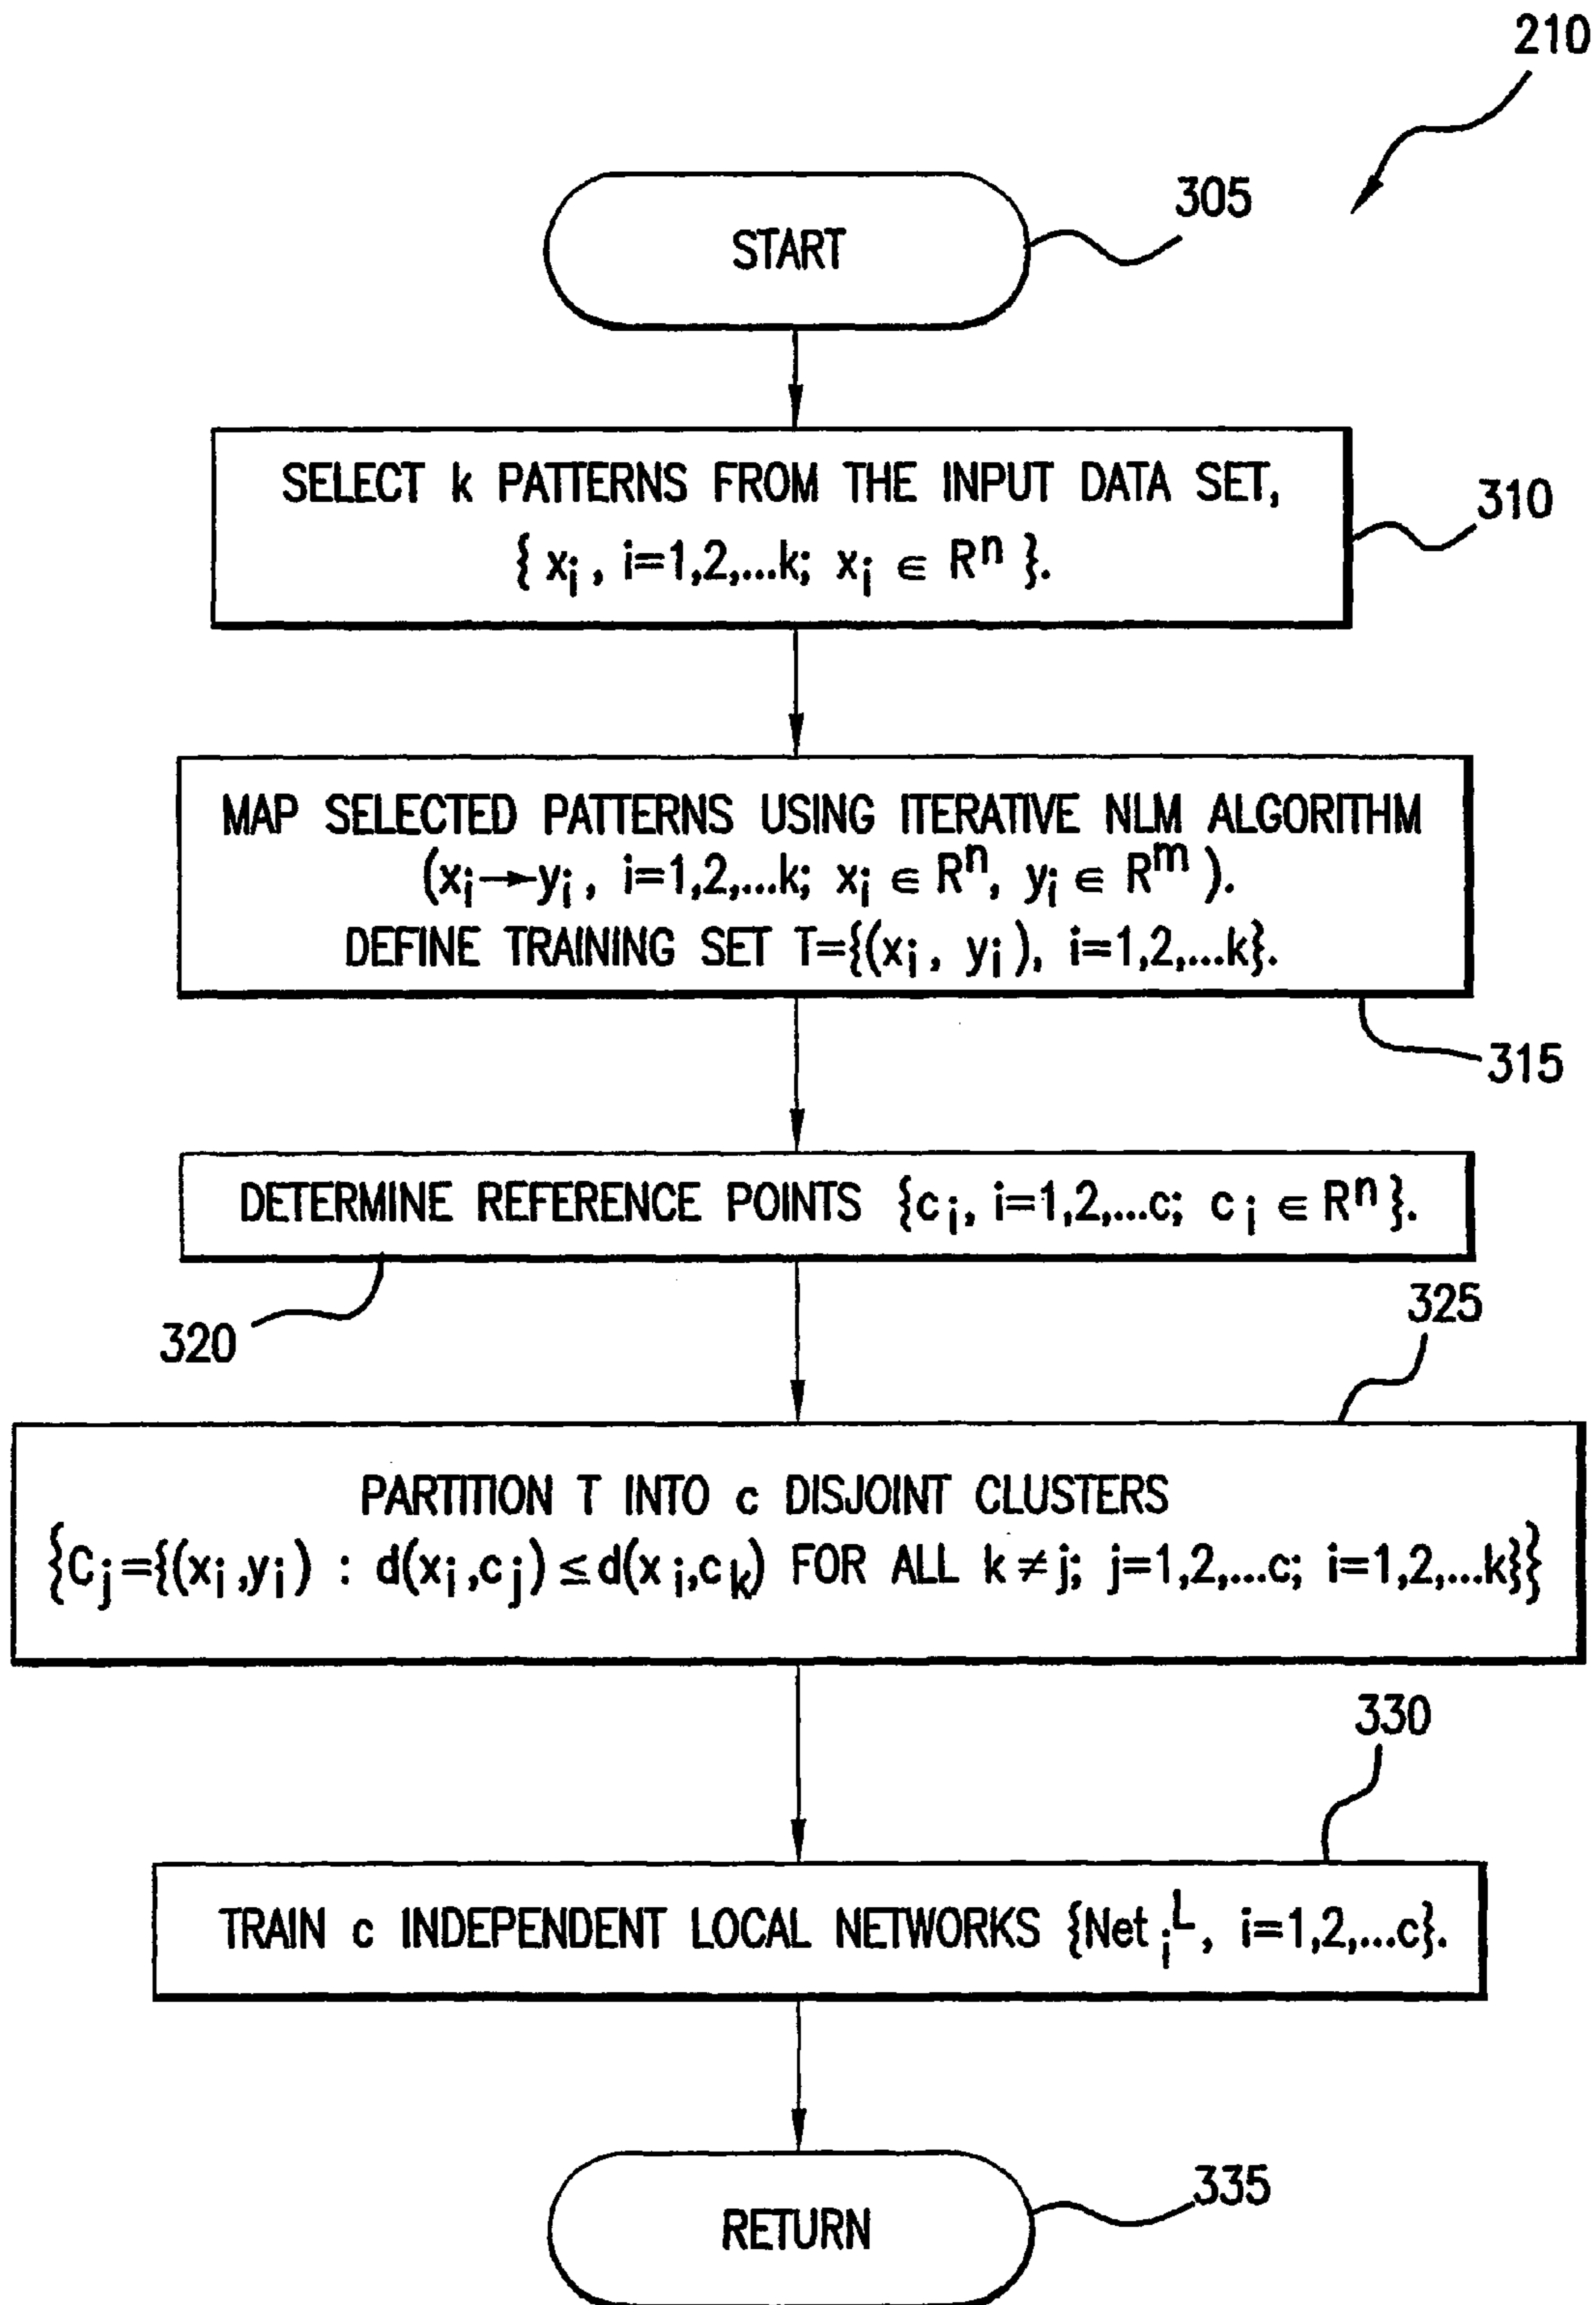 210
305
START
SELECT k PATTERNS FROM THE INPUT DATA SET,
{ xᵢ, i=1,2,...k; xᵢ ∈ Rⁿ }.
310
MAP SELECTED PATTERNS USING ITERATIVE NLM ALGORITHM
(xᵢ→yᵢ, i=1,2,...k; xᵢ ∈ Rⁿ, yᵢ ∈ Rᵐ).
DEFINE TRAINING SET T={(xᵢ, yᵢ), i=1,2,...k}.
315
DETERMINE REFERENCE POINTS {cᵢ, i=1,2,...c; cᵢ ∈ Rⁿ}.
320
325
PARTITION T INTO c DISJOINT CLUSTERS
{Cⱼ={(xᵢ,yᵢ) : d(xᵢ,cⱼ) ≤ d(xᵢ,cₖ) FOR ALL k≠j; j=1,2,...c; i=1,2,...k}}
330
TRAIN c INDEPENDENT LOCAL NETWORKS {Netᵢᴸ, i=1,2,...c}.
335
RETURN